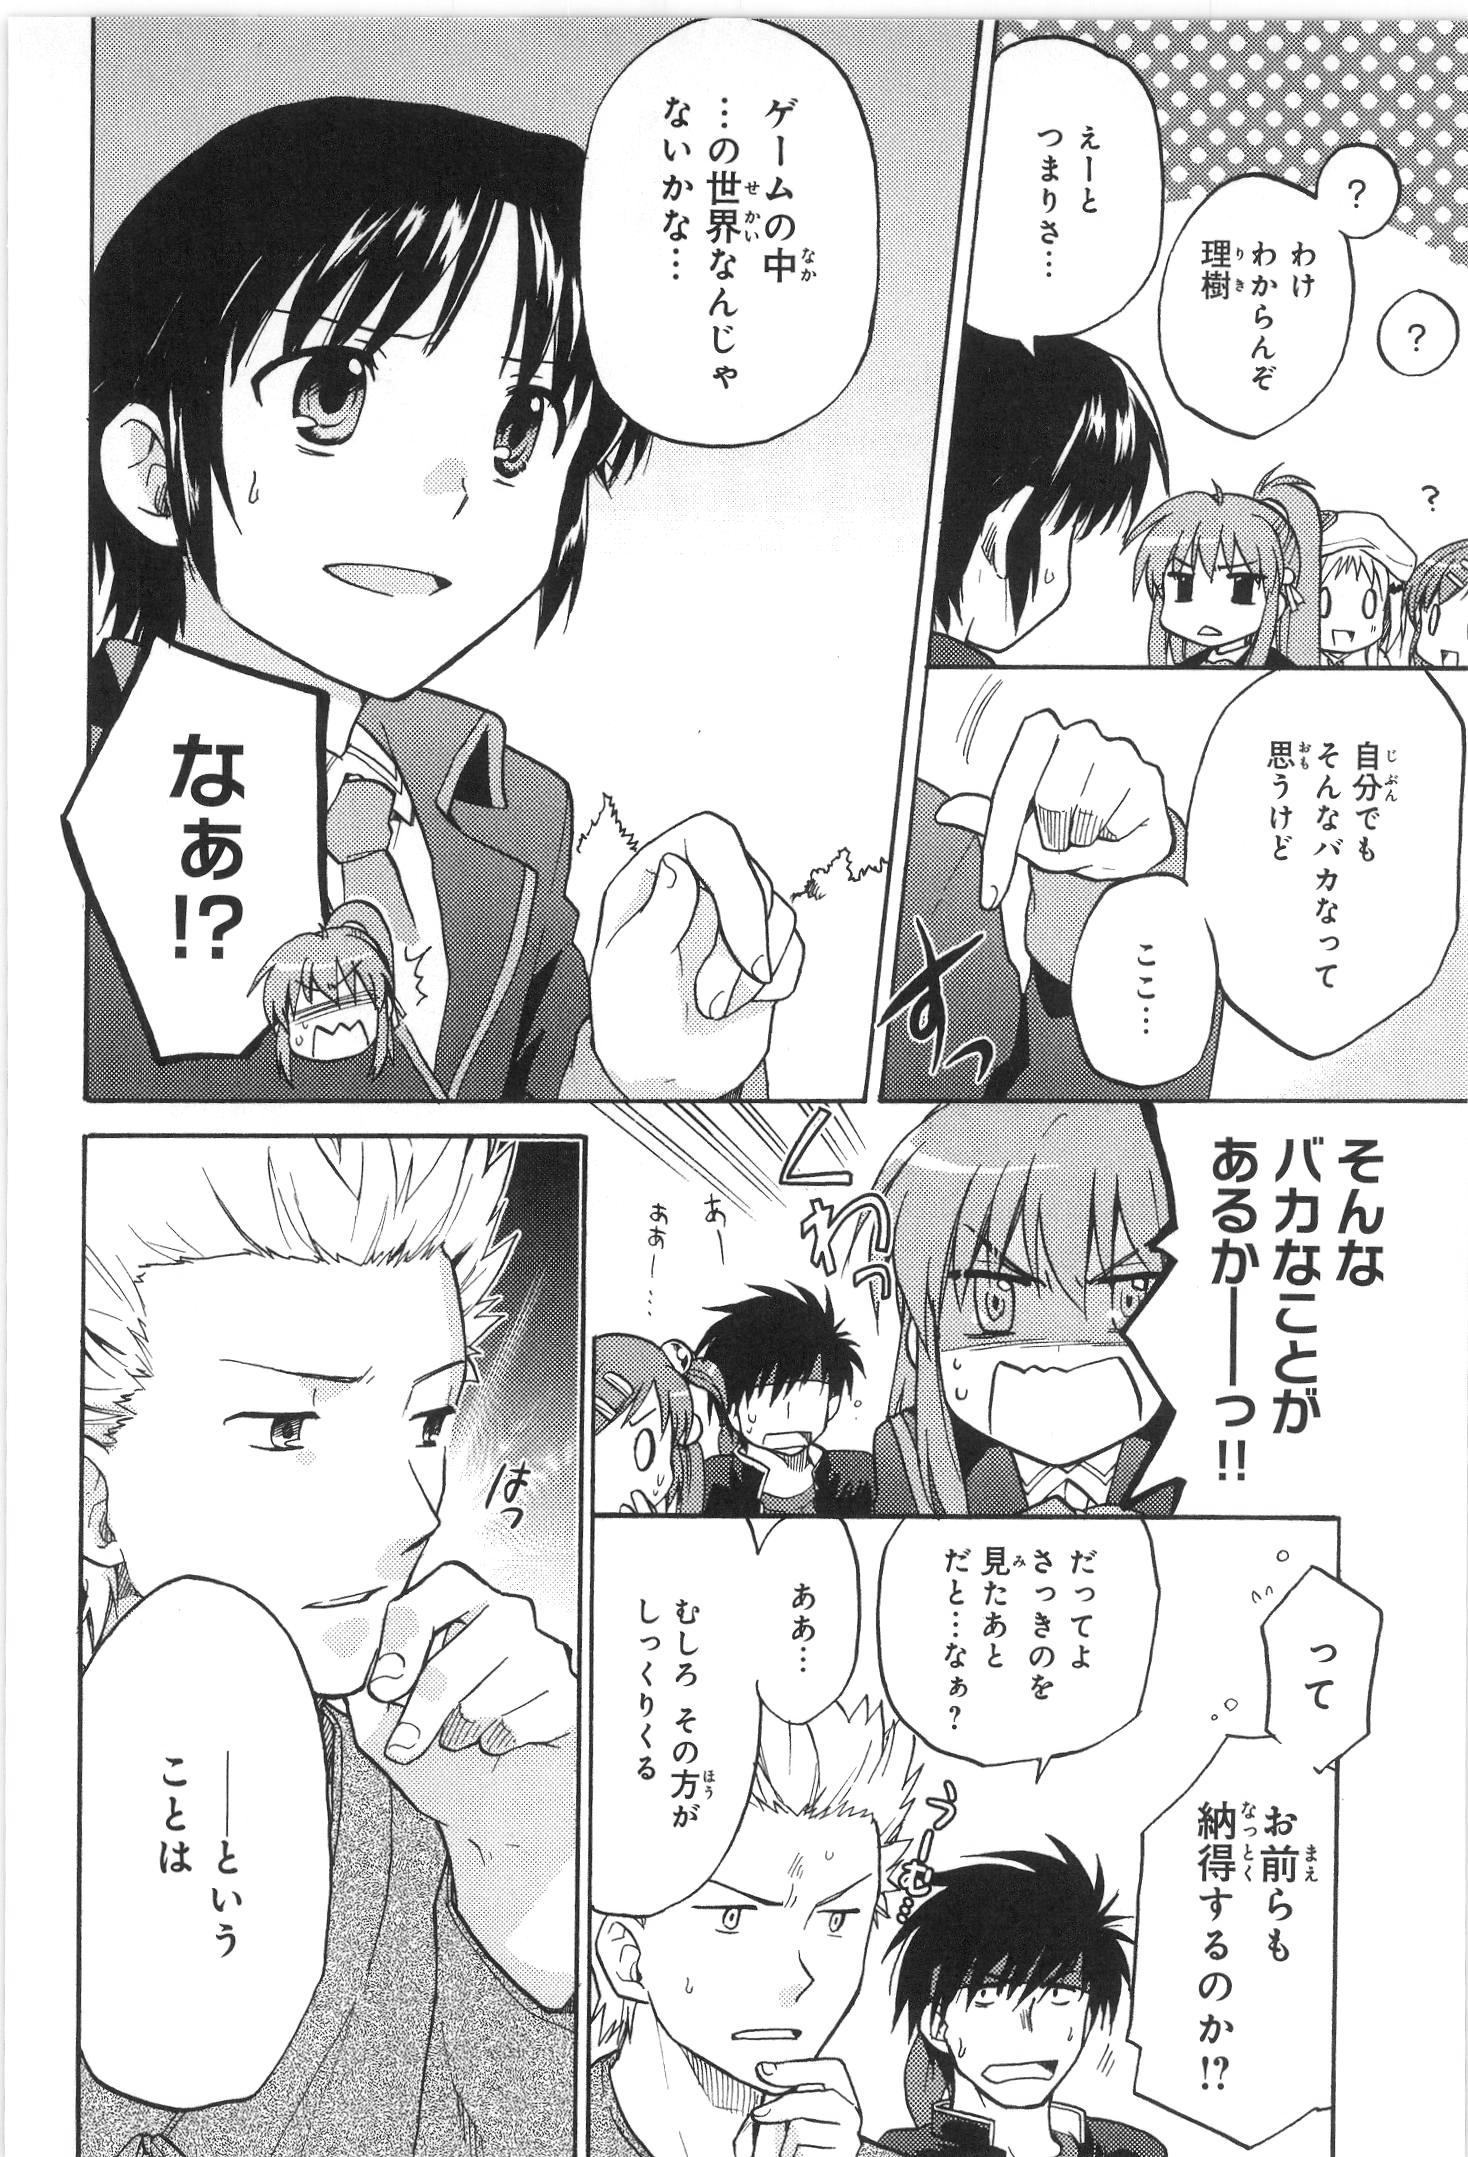 ?
わけ
わからんぞ
理樹
?
?
えーと
つまりさ…
自分でも
そんなバカなって
思うけど
ここ…
すっ
ゲームの中
…の世界なんじゃ
ないかな…
なぁ!?
そんな
バカなことが
あるかーーっ!!
くわっ
あー
ああー…
って
お前らも
納得するのか!?
だってよ
さっきのを
見たあと
だと…なぁ?
うーむ…
ああ…
むしろ その方が
しっくりくる
はっ
──という
ことは